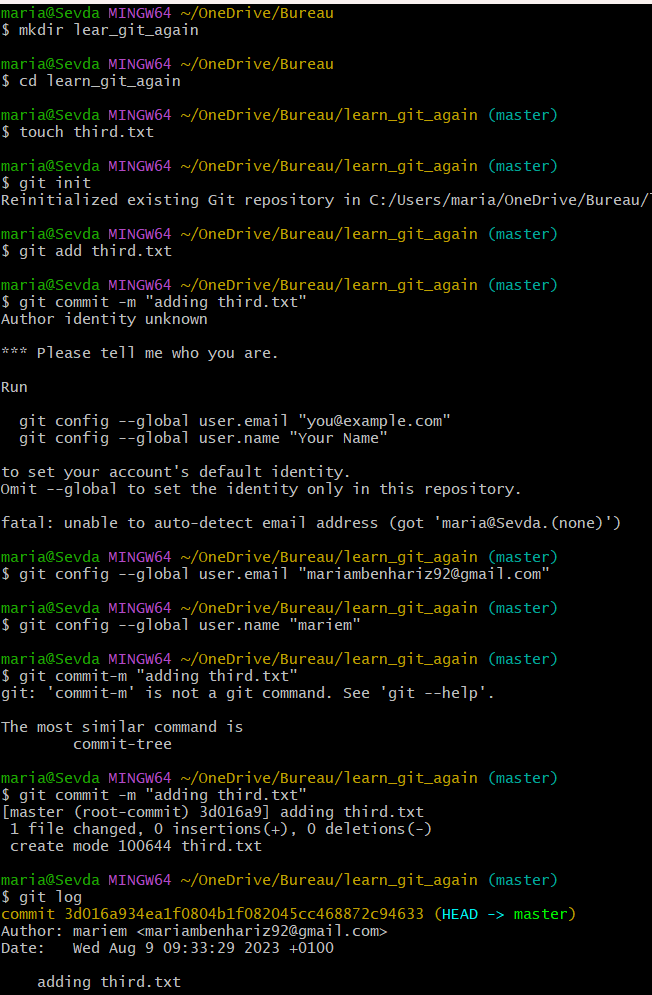 maria@Sevda MINGW64 ~/OneDrive/Bureau
$ mkdir lear_git_again
maria@Sevda MINGW64 ~/OneDrive/Bureau
$ cd learn_git_again
maria@Sevda MINGW64 ~/OneDrive/Bureau/learn_git_again (master)
$ touch third.txt
maria@Sevda MINGW64 ~/OneDrive/Bureau/learn_git_again (master)
$ git init
Reinitialized existing Git repository in C:/Users/maria/OneDrive/Bureau/l
maria@Sevda MINGW64 ~/OneDrive/Bureau/learn_git_again (master)
$ git add third.txt
maria@Sevda MINGW64 ~/OneDrive/Bureau/learn_git_again (master)
$ git commit -m "adding third.txt"
Author identity unknown
*** Please tell me who you are.
Run
git config --global user.email "you@example.com"
git config --global user.name "Your Name"
to set your account's default identity.
Omit --global to set the identity only in this repository.
fatal: unable to auto-detect email address (got 'maria@Sevda.(none)')
maria@Sevda MINGW64 ~/OneDrive/Bureau/learn_git_again (master)
$ git config --global user.email "mariambenhariz92@gmail.com"
maria@Sevda MINGW64 ~/OneDrive/Bureau/learn_git_again (master)
$ git config --global user.name "mariem"
maria@Sevda MINGW64 ~/OneDrive/Bureau/learn_git_again (master)
$ git commit-m "adding third.txt"
git: 'commit-m' is not a git command. See 'git --help'.
The most similar command is
commit-tree
maria@Sevda MINGW64 ~/OneDrive/Bureau/learn_git_again (master)
$ git commit -m "adding third.txt"
[master (root-commit) 3d016a9] adding third.txt
1 file changed, 0 insertions(+), 0 deletions(-)
create mode 100644 third.txt
maria@Sevda MINGW64 ~/OneDrive/Bureau/learn_git_again (master)
$ git log
commit 3d016a934ea1f0804b1f082045cc468872c94633 (HEAD -> master)
Author: mariem <mariambenhariz92@gmail.com>
Date: Wed Aug 9 09:33:29 2023 +0100
adding third.txt